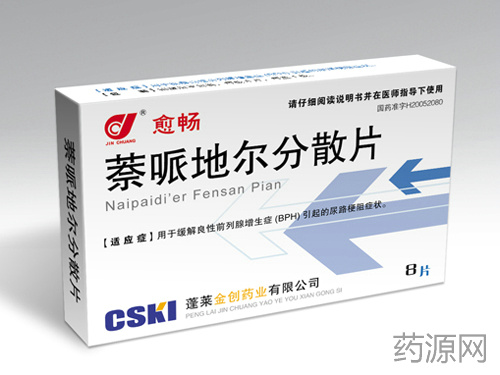 请仔细阅读说明书并在医师指导下使用
国药准字H20052080
JIN CHUANG
®
愈畅
萘哌地尔分散片
Naipaidi'er Fensan Pian
【适应症】用于缓解良性前列腺增生症(BPH)引起的尿路梗阻症状。
8片
CSKI
蓬莱金创药业有限公司
PENG LAI JIN CHUANG YAO YE YOU XIAN GONG SI
萘哌地尔分散片
药源网